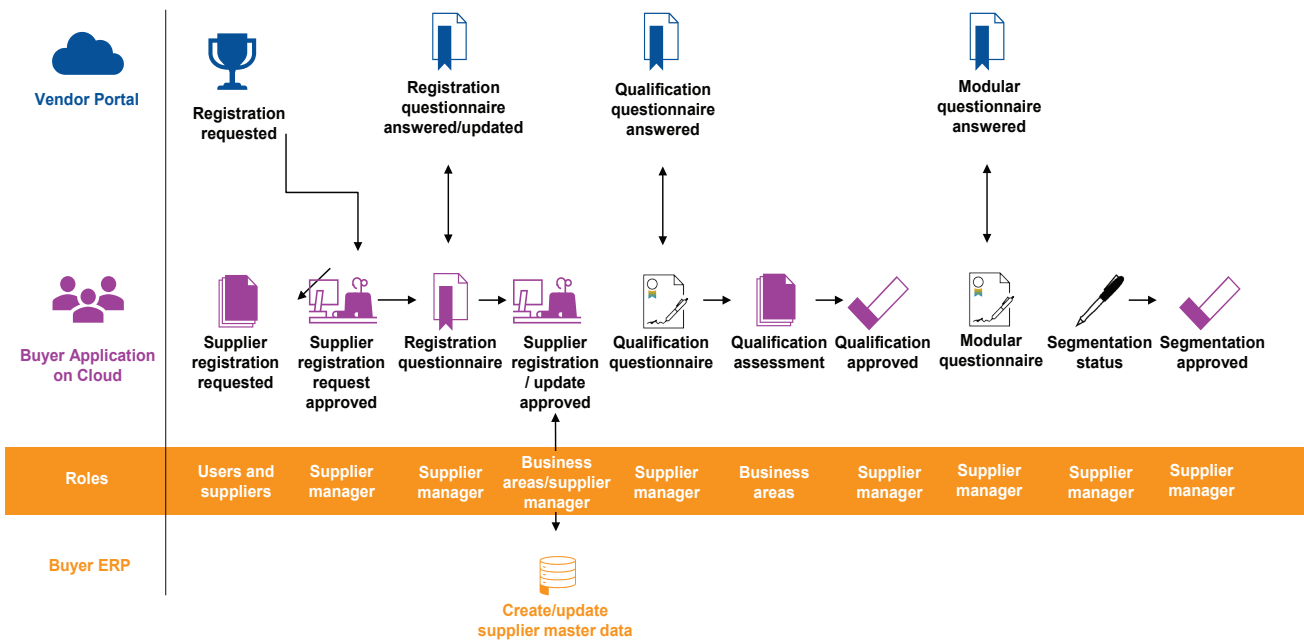 Vendor Portal
Registration
requested
Registration
questionnaire
answered/updated
Qualification
questionnaire
answered
Modular
questionnaire
answered
Buyer Application
on Cloud
Supplier
registration
requested
Supplier
registration
request
approved
Registration
questionnaire
Supplier
registration
/ update
approved
Qualification
questionnaire
Qualification
assessment
Qualification
approved
Modular
questionnaire
Segmentation
status
Segmentation
approved
Roles
Users and
suppliers
Supplier
manager
Supplier
manager
Business
areas/supplier
manager
Supplier
manager
Business
areas
Supplier
manager
Supplier
manager
Supplier
manager
Supplier
manager
Buyer ERP
Create/update
supplier master data